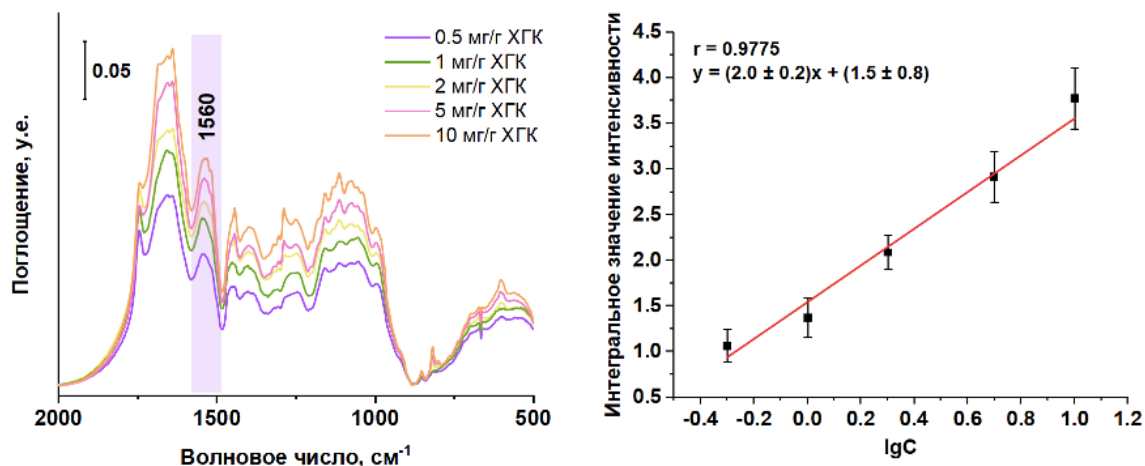 Поглощение, у.е.
0.05
1560
0.5 мг/г ХГК
1 мг/г ХГК
2 мг/г ХГК
5 мг/г ХГК
10 мг/г ХГК
2000 1500 1000 500
Волновое число, см⁻¹
Интегральное значение интенсивности
4.5
4.0
3.5
3.0
2.5
2.0
1.5
1.0
0.5
r = 0.9775
y = (2.0 ± 0.2)x + (1.5 ± 0.8)
-0.4 -0.2 0.0 0.2 0.4 0.6 0.8 1.0 1.2
lgC